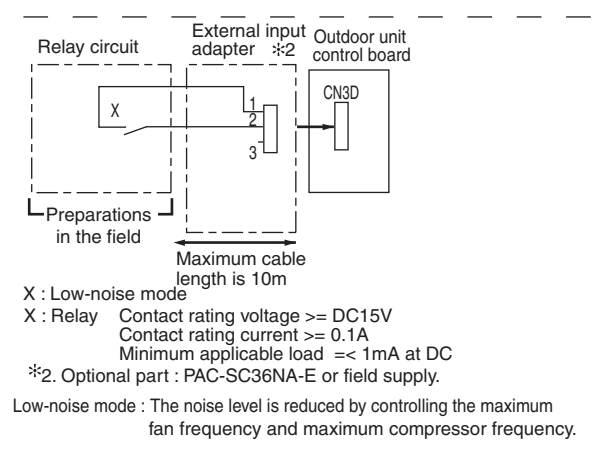 Relay circuit
External input
adapter ✻2
Outdoor unit
control board
CN3D
X
1
2
3
Preparations
in the field
Maximum cable
length is 10m
X : Low-noise mode
X : Relay Contact rating voltage >= DC15V
Contact rating current >= 0.1A
Minimum applicable load =< 1mA at DC
✻2. Optional part : PAC-SC36NA-E or field supply.
Low-noise mode : The noise level is reduced by controlling the maximum
fan frequency and maximum compressor frequency.